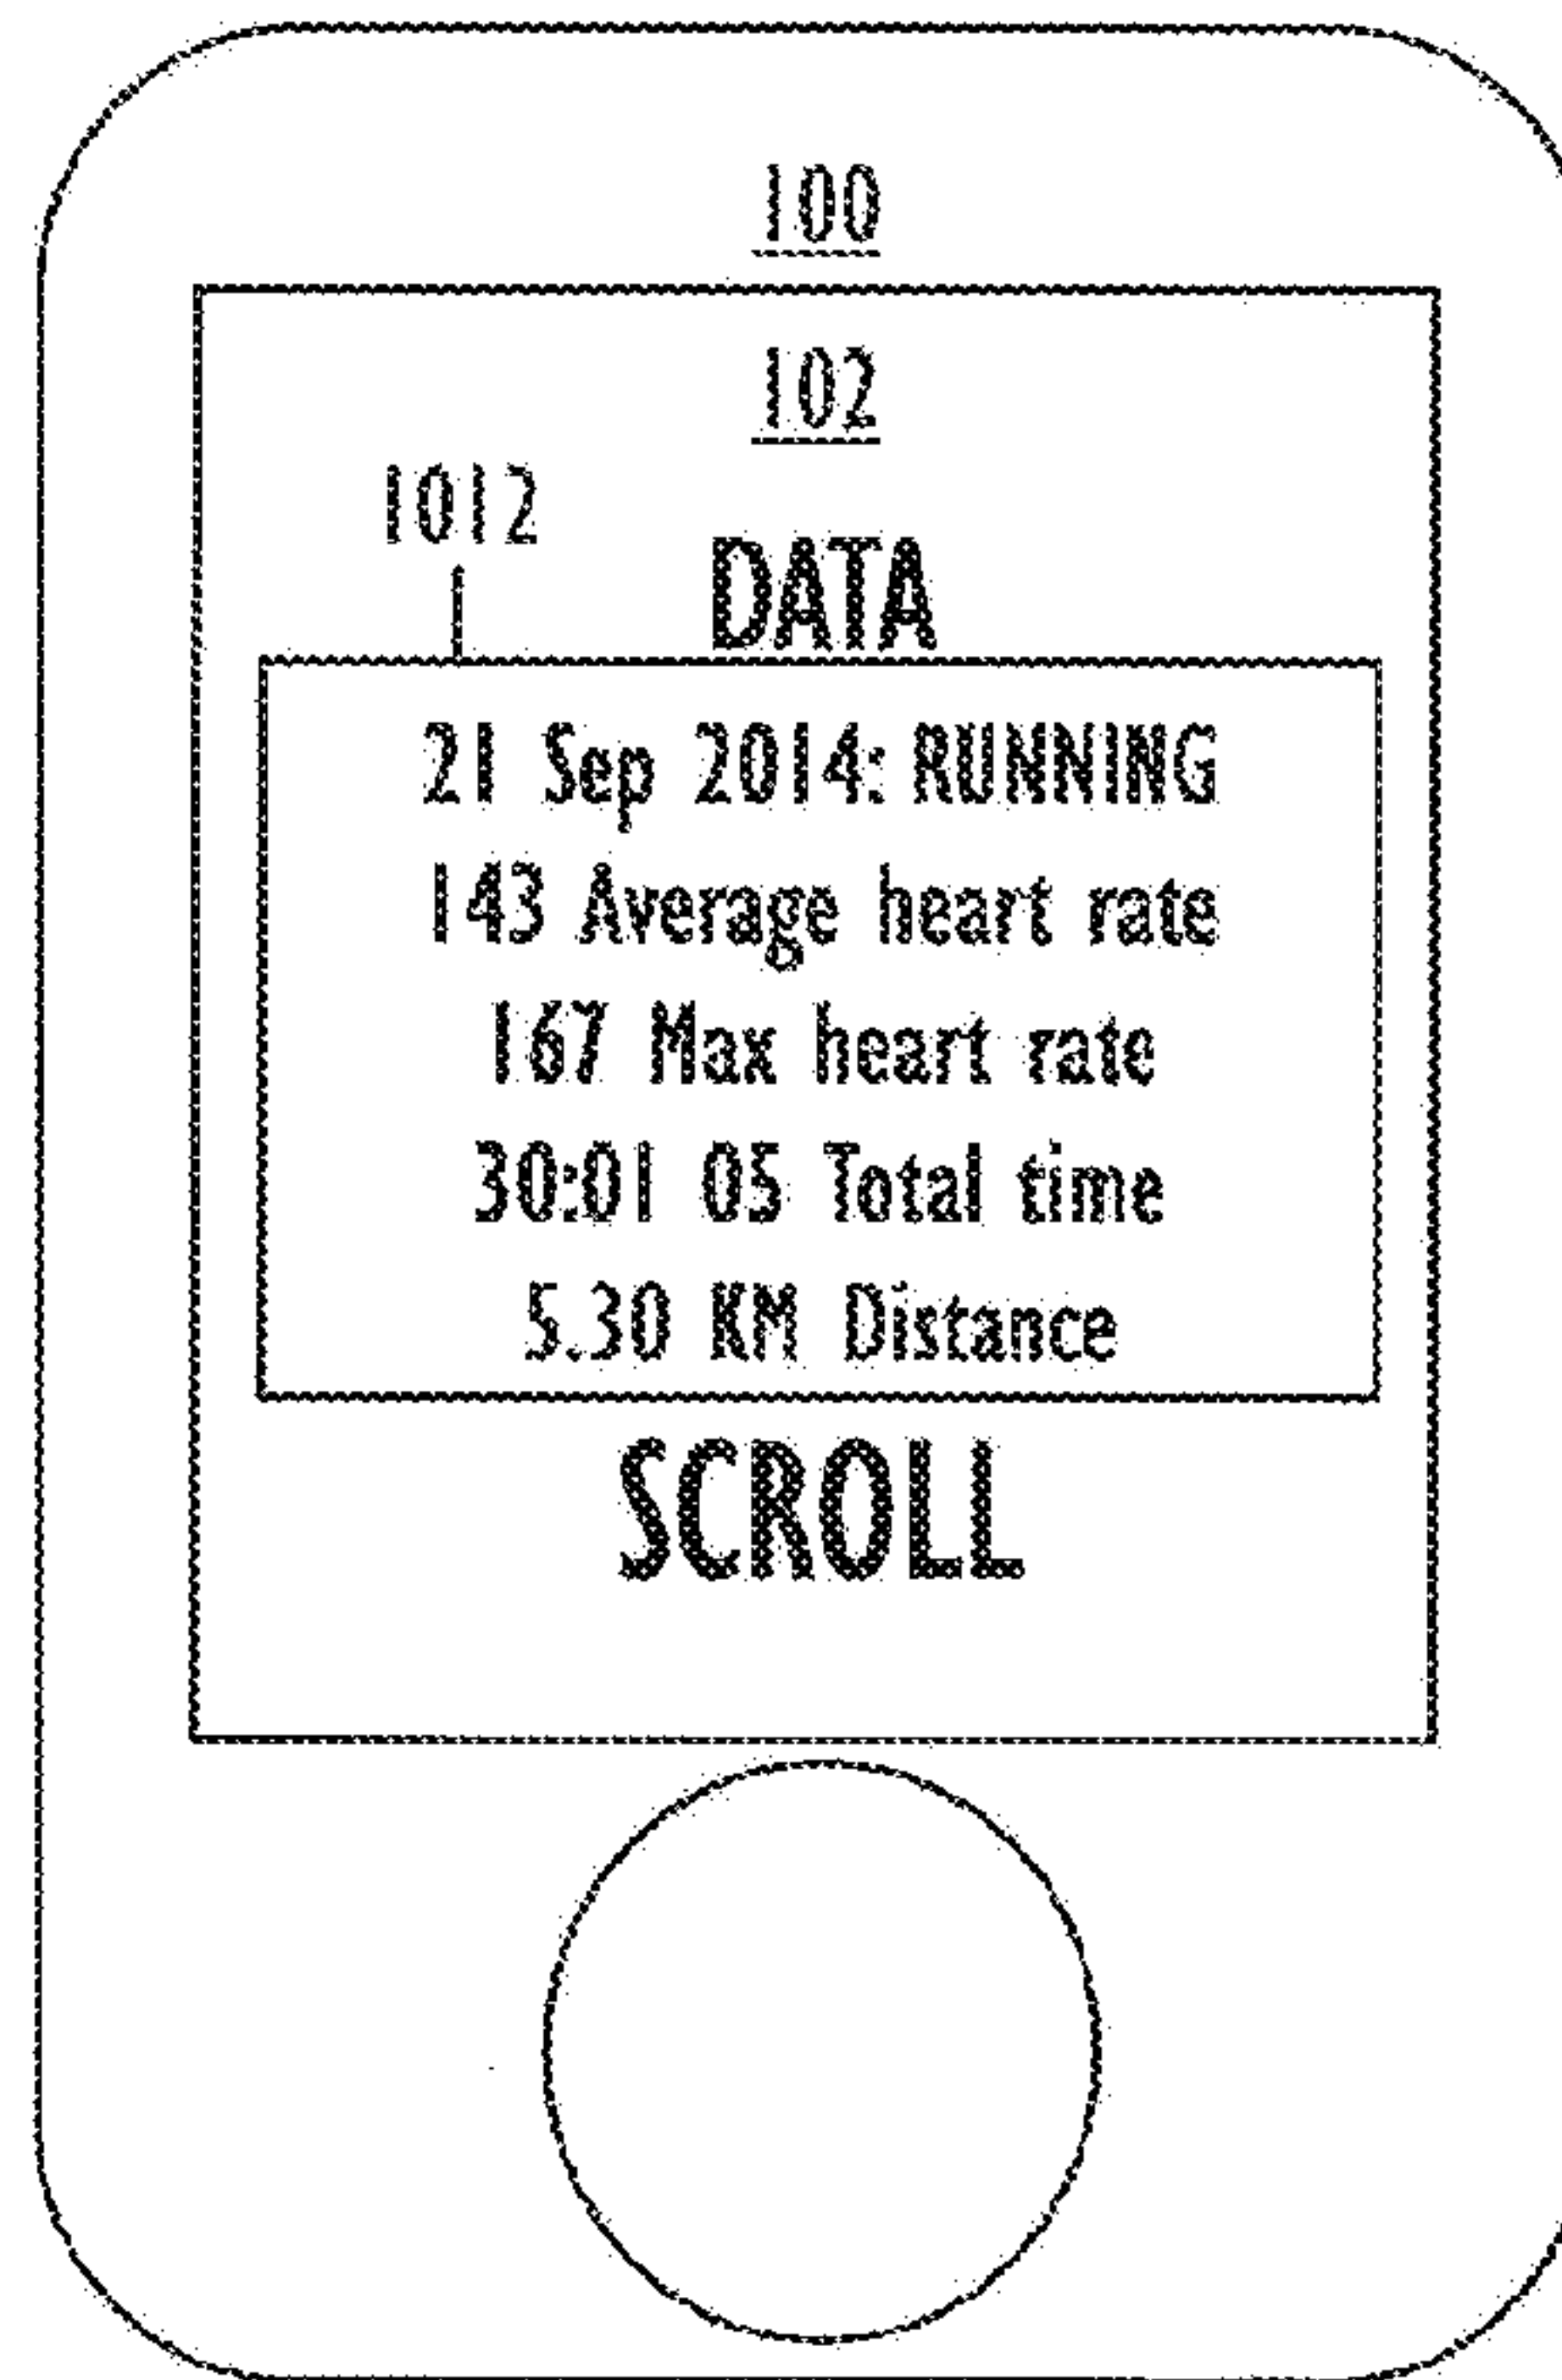 100
102
1012
DATA
21 Sep 2014: RUNNING
143 Average heart rate
167 Max heart rate
30:01 05 Total time
5.30 KM Distance
SCROLL